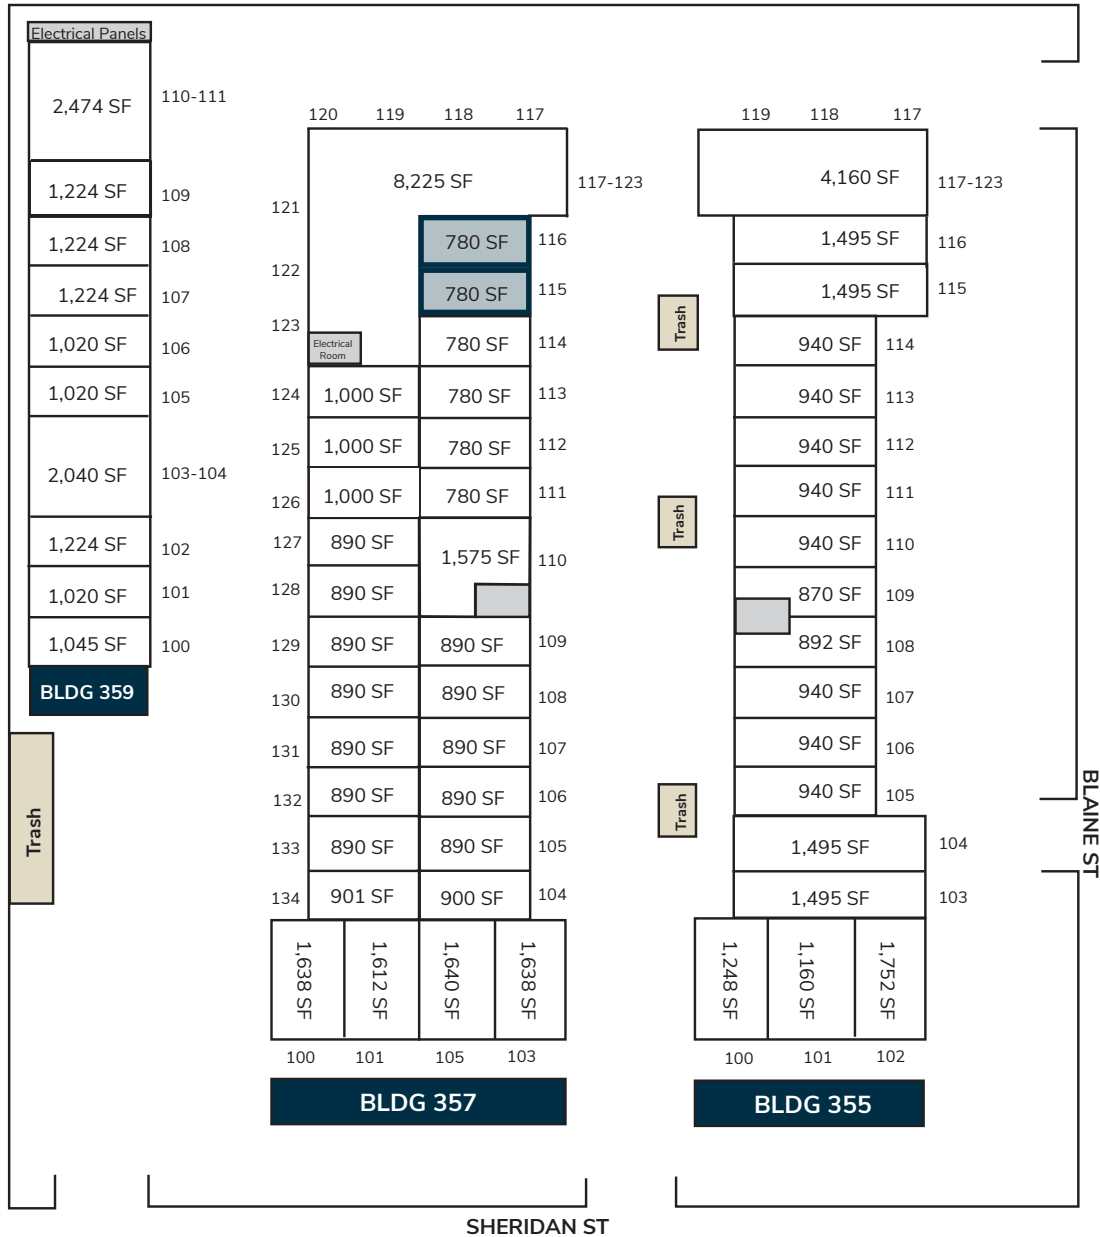 Electrical Panels
2,474 SF
110-111
1,224 SF
109
1,224 SF
108
1,224 SF
107
1,020 SF
106
1,020 SF
105
2,040 SF
103-104
1,224 SF
102
1,020 SF
101
1,045 SF
100
BLDG 359
Trash
120 119 118 117
8,225 SF
117-123
121
780 SF
116
122
780 SF
115
123
Electrical
Room
780 SF
114
124
1,000 SF
780 SF
113
125
1,000 SF
780 SF
112
126
1,000 SF
780 SF
111
127
890 SF
1,575 SF
110
128
890 SF
129
890 SF
890 SF
109
130
890 SF
890 SF
108
131
890 SF
890 SF
107
132
890 SF
890 SF
106
133
890 SF
890 SF
105
134
901 SF
900 SF
104
1,638 SF
1,612 SF
1,640 SF
1,638 SF
100 101 105 103
BLDG 357
Trash
Trash
Trash
119 118 117
4,160 SF
117-123
1,495 SF
116
1,495 SF
115
940 SF
114
940 SF
113
940 SF
112
940 SF
111
940 SF
110
870 SF
109
892 SF
108
940 SF
107
940 SF
106
940 SF
105
1,495 SF
104
1,495 SF
103
1,248 SF
1,160 SF
1,752 SF
100 101 102
BLDG 355
BLAINE ST
SHERIDAN ST